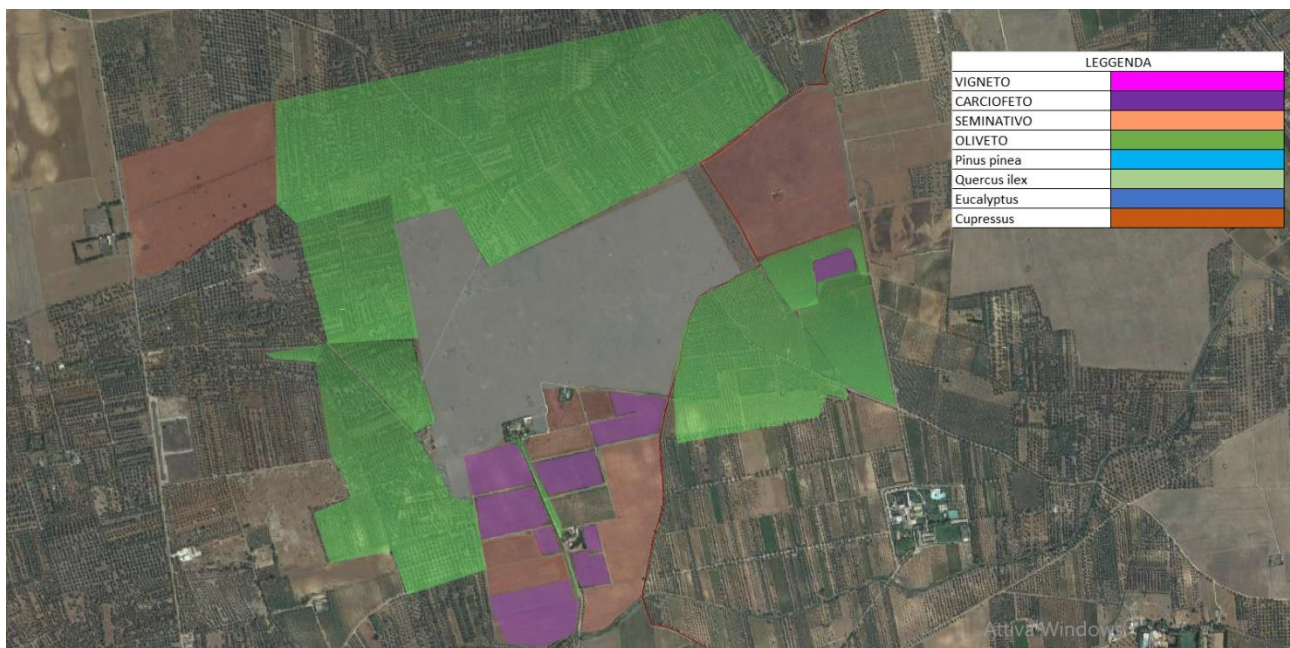 LEGGENDA
VIGNETO
CARCIOFETO
SEMINATIVO
OLIVETO
Pinus pinea
Quercus ilex
Eucalyptus
Cupressus
Attiva Windows